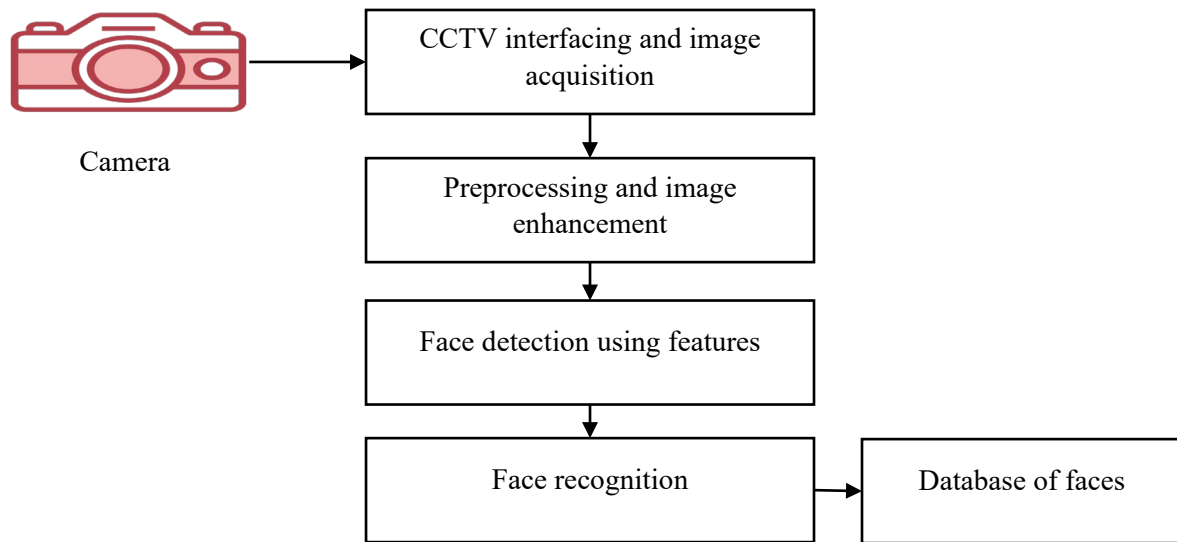 CCTV interfacing and image
acquisition
Camera
Preprocessing and image
enhancement
Face detection using features
Face recognition
Database of faces